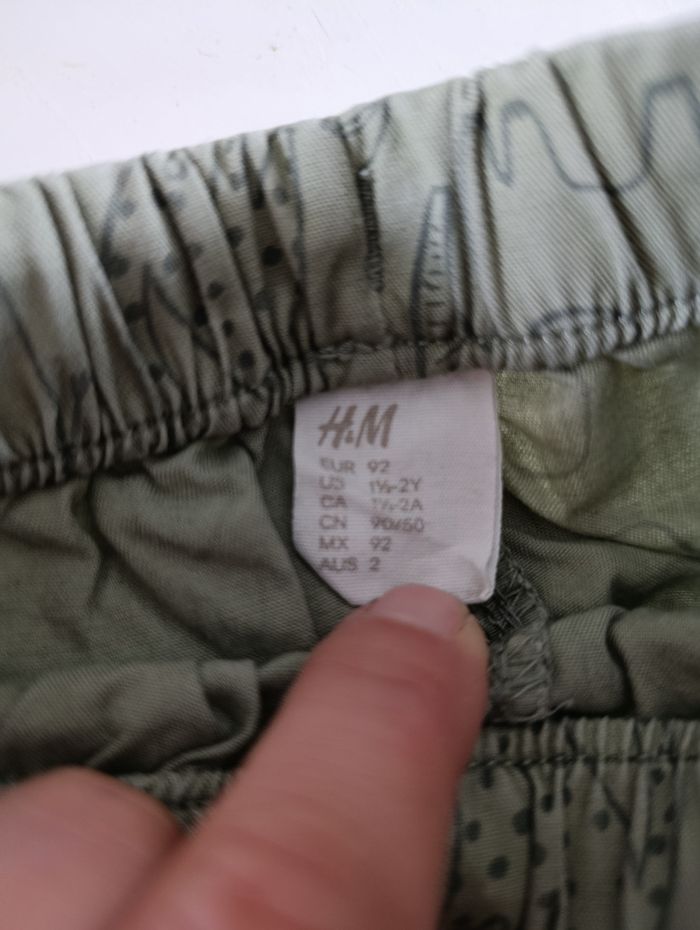 H&M
EUR 92
US 1½-2Y
CA 1½-2A
CN 90/50
MX 92
AUS 2